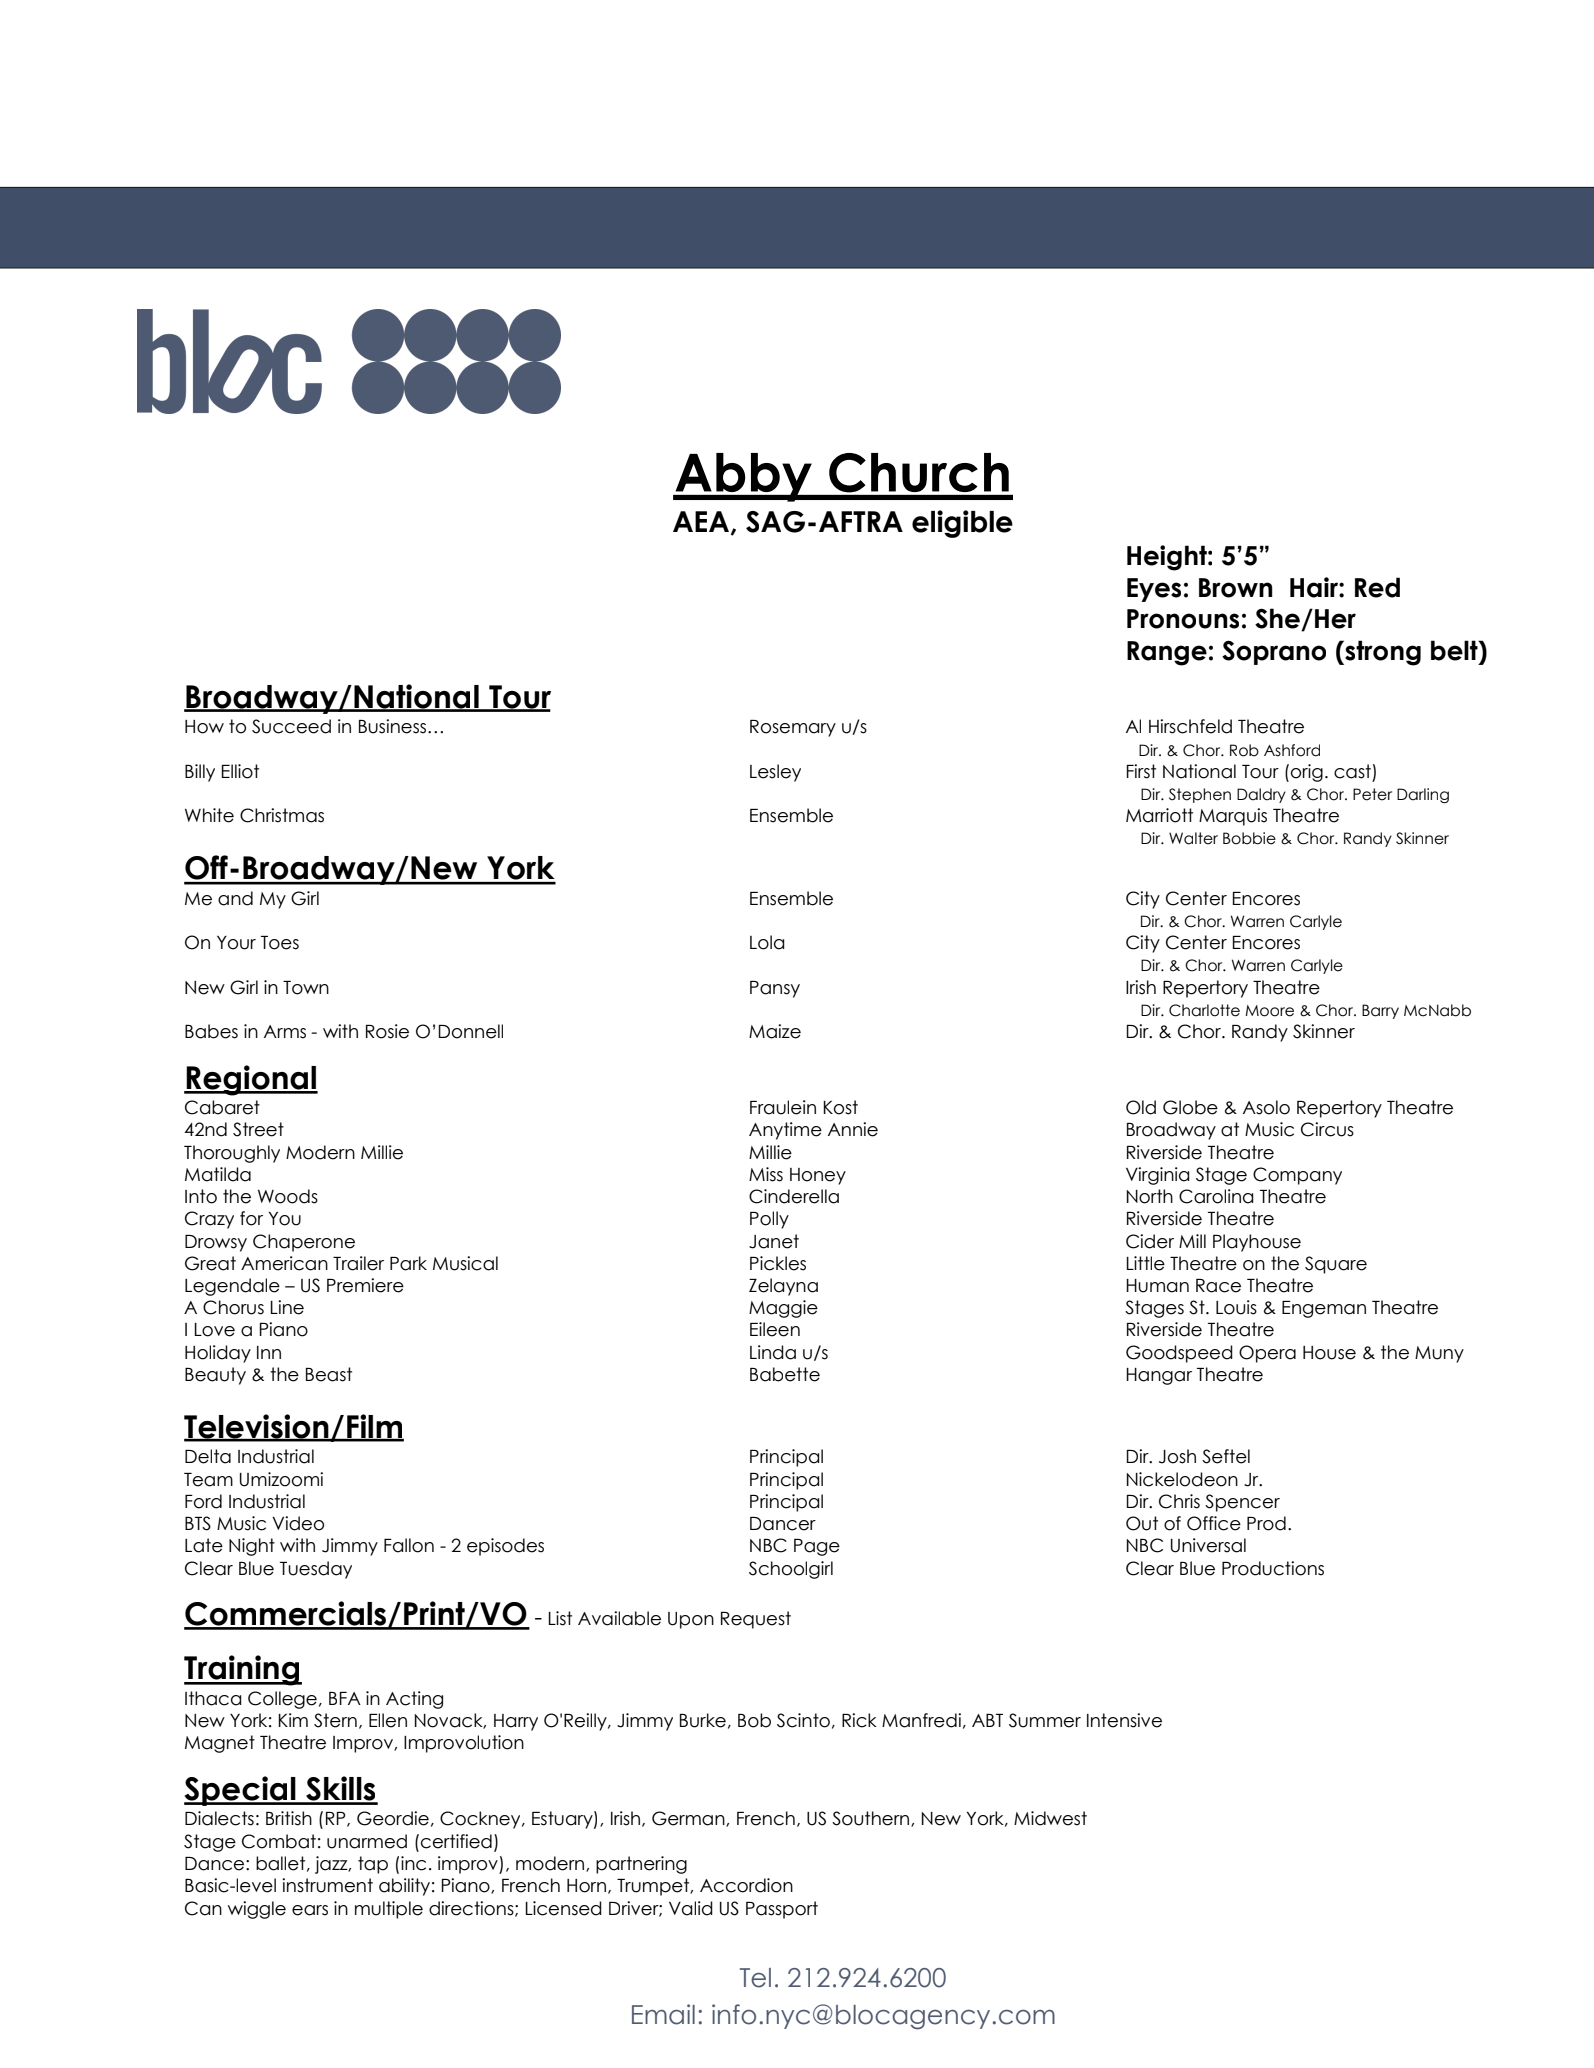 bloc
Abby Church
AEA, SAG-AFTRA eligible
Height: 5’5”
Eyes: Brown  Hair: Red
Pronouns: She/Her
Range: Soprano (strong belt)
Broadway/National Tour
How to Succeed in Business… Rosemary u/s Al Hirschfeld Theatre
Dir. & Chor. Rob Ashford
Billy Elliot Lesley First National Tour (orig. cast)
Dir. Stephen Daldry & Chor. Peter Darling
White Christmas Ensemble Marriott Marquis Theatre
Dir. Walter Bobbie & Chor. Randy Skinner
Off-Broadway/New York
Me and My Girl Ensemble City Center Encores
Dir. & Chor. Warren Carlyle
On Your Toes Lola City Center Encores
Dir. & Chor. Warren Carlyle
New Girl in Town Pansy Irish Repertory Theatre
Dir. Charlotte Moore & Chor. Barry McNabb
Babes in Arms - with Rosie O’Donnell Maize Dir. & Chor. Randy Skinner
Regional
Cabaret Fraulein Kost Old Globe & Asolo Repertory Theatre
42nd Street Anytime Annie Broadway at Music Circus
Thoroughly Modern Millie Millie Riverside Theatre
Matilda Miss Honey Virginia Stage Company
Into the Woods Cinderella North Carolina Theatre
Crazy for You Polly Riverside Theatre
Drowsy Chaperone Janet Cider Mill Playhouse
Great American Trailer Park Musical Pickles Little Theatre on the Square
Legendale – US Premiere Zelayna Human Race Theatre
A Chorus Line Maggie Stages St. Louis & Engeman Theatre
I Love a Piano Eileen Riverside Theatre
Holiday Inn Linda u/s Goodspeed Opera House & the Muny
Beauty & the Beast Babette Hangar Theatre
Television/Film
Delta Industrial Principal Dir. Josh Seftel
Team Umizoomi Principal Nickelodeon Jr.
Ford Industrial Principal Dir. Chris Spencer
BTS Music Video Dancer Out of Office Prod.
Late Night with Jimmy Fallon - 2 episodes NBC Page NBC Universal
Clear Blue Tuesday Schoolgirl Clear Blue Productions
Commercials/Print/VO - List Available Upon Request
Training
Ithaca College, BFA in Acting
New York: Kim Stern, Ellen Novack, Harry O'Reilly, Jimmy Burke, Bob Scinto, Rick Manfredi, ABT Summer Intensive
Magnet Theatre Improv, Improvolution
Special Skills
Dialects: British (RP, Geordie, Cockney, Estuary), Irish, German, French, US Southern, New York, Midwest
Stage Combat: unarmed (certified)
Dance: ballet, jazz, tap (inc. improv), modern, partnering
Basic-level instrument ability: Piano, French Horn, Trumpet, Accordion
Can wiggle ears in multiple directions; Licensed Driver; Valid US Passport
Tel. 212.924.6200
Email: info.nyc@blocagency.com